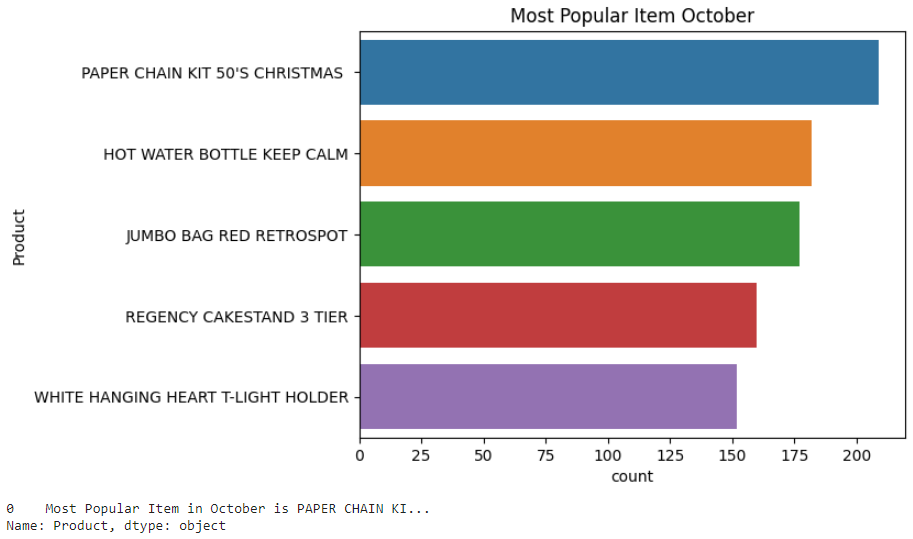 Most Popular Item October
PAPER CHAIN KIT 50'S CHRISTMAS
HOT WATER BOTTLE KEEP CALM
JUMBO BAG RED RETROSPOT
REGENCY CAKESTAND 3 TIER
WHITE HANGING HEART T-LIGHT HOLDER
Product
0 25 50 75 100 125 150 175 200
count
0    Most Popular Item in October is PAPER CHAIN KI...
Name: Product, dtype: object